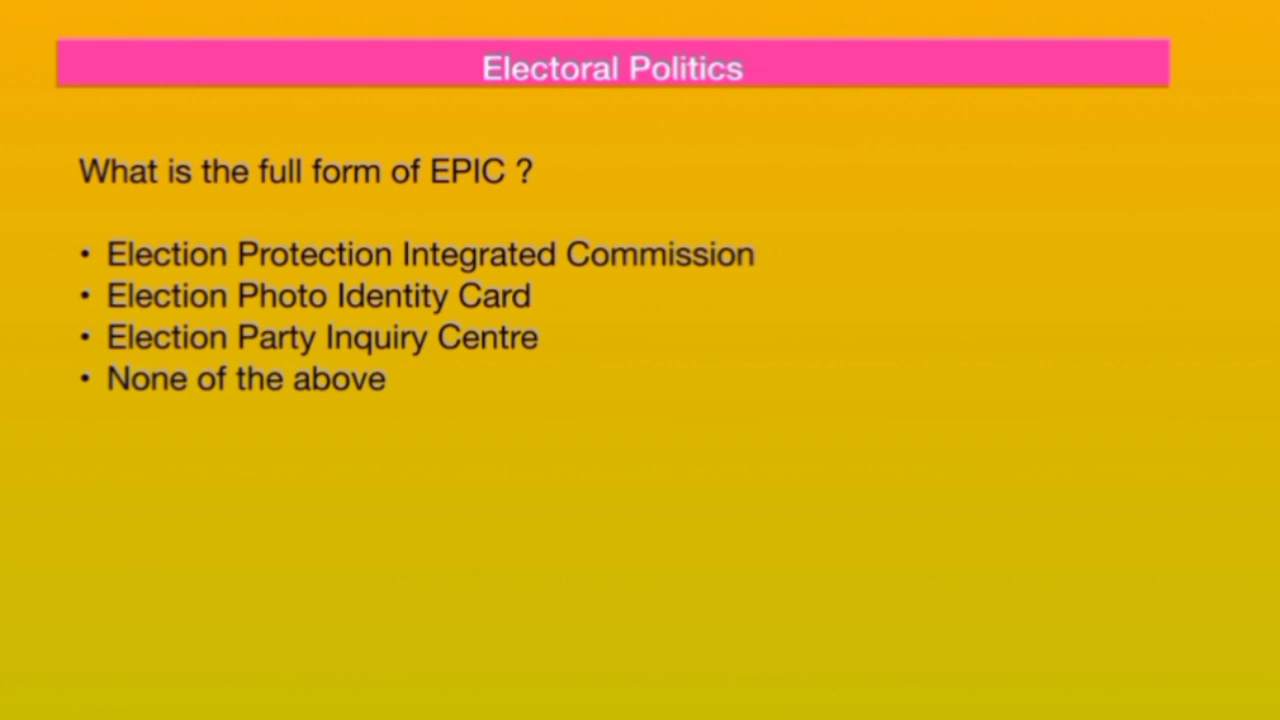 Electoral Politics
What is the full form of EPIC ?
• Election Protection Integrated Commission
• Election Photo Identity Card
• Election Party Inquiry Centre
• None of the above